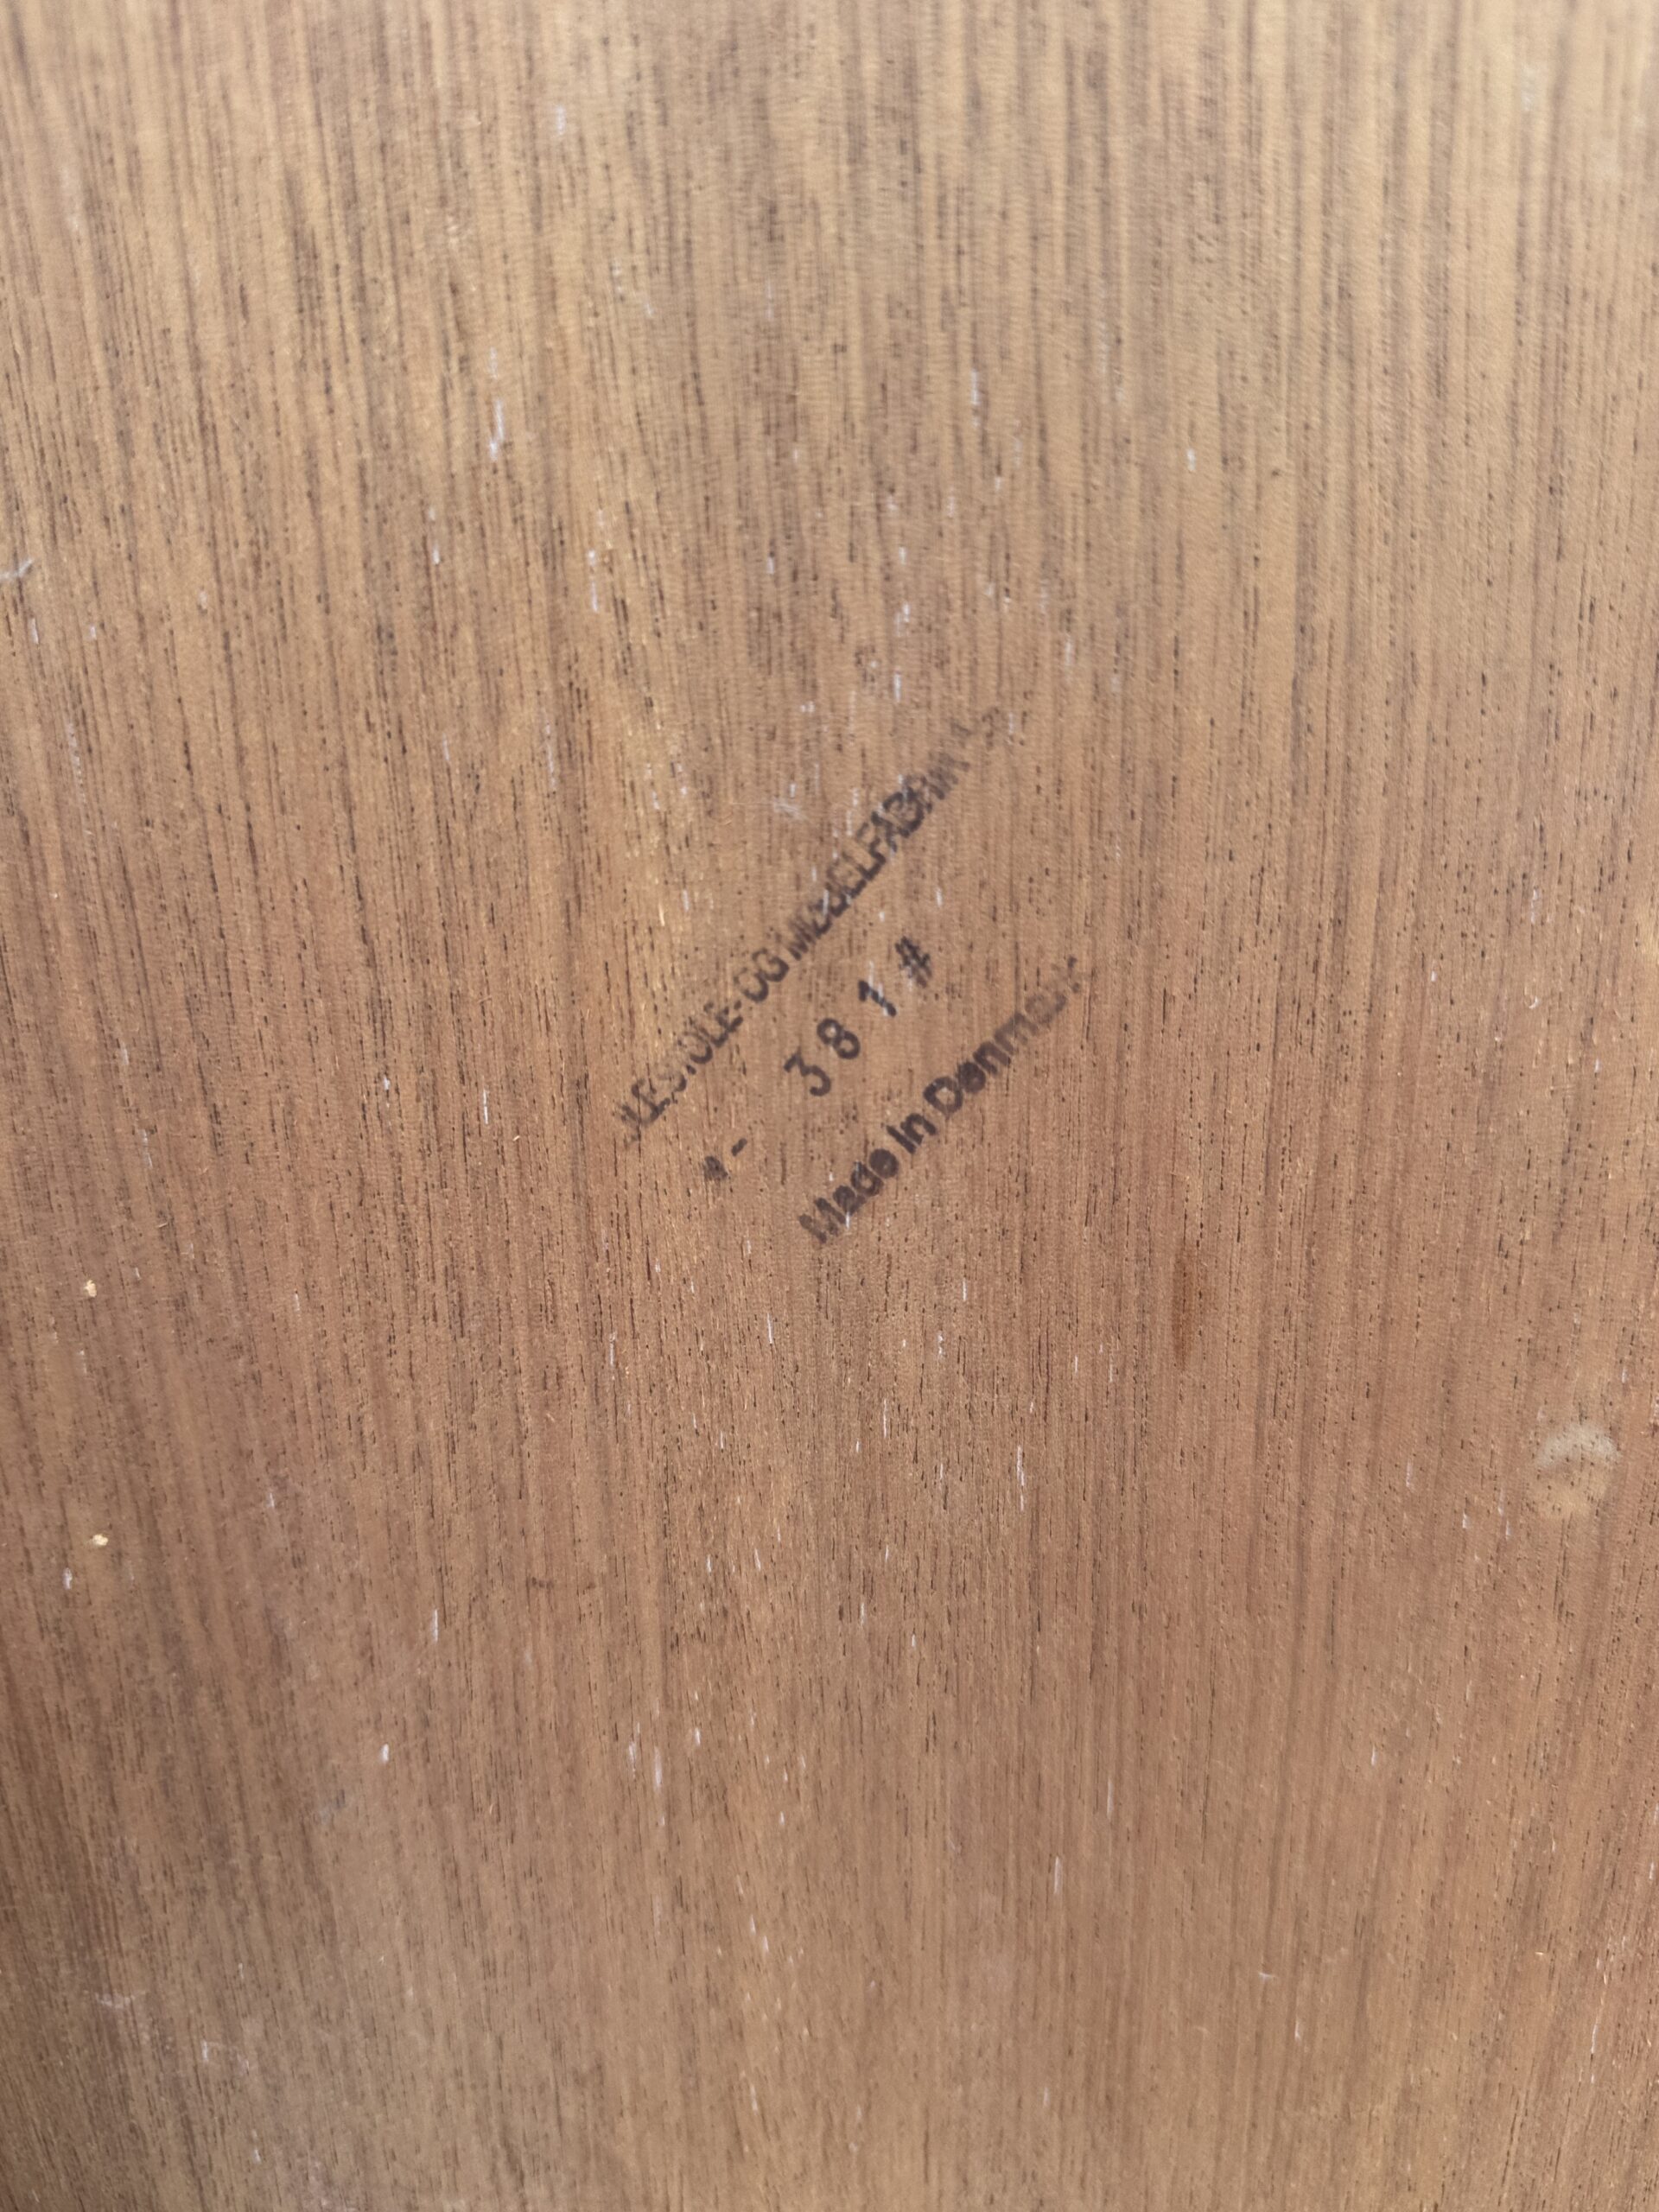 STOLE-OG MØBELFABRIK
- 381#
Made In Denmark